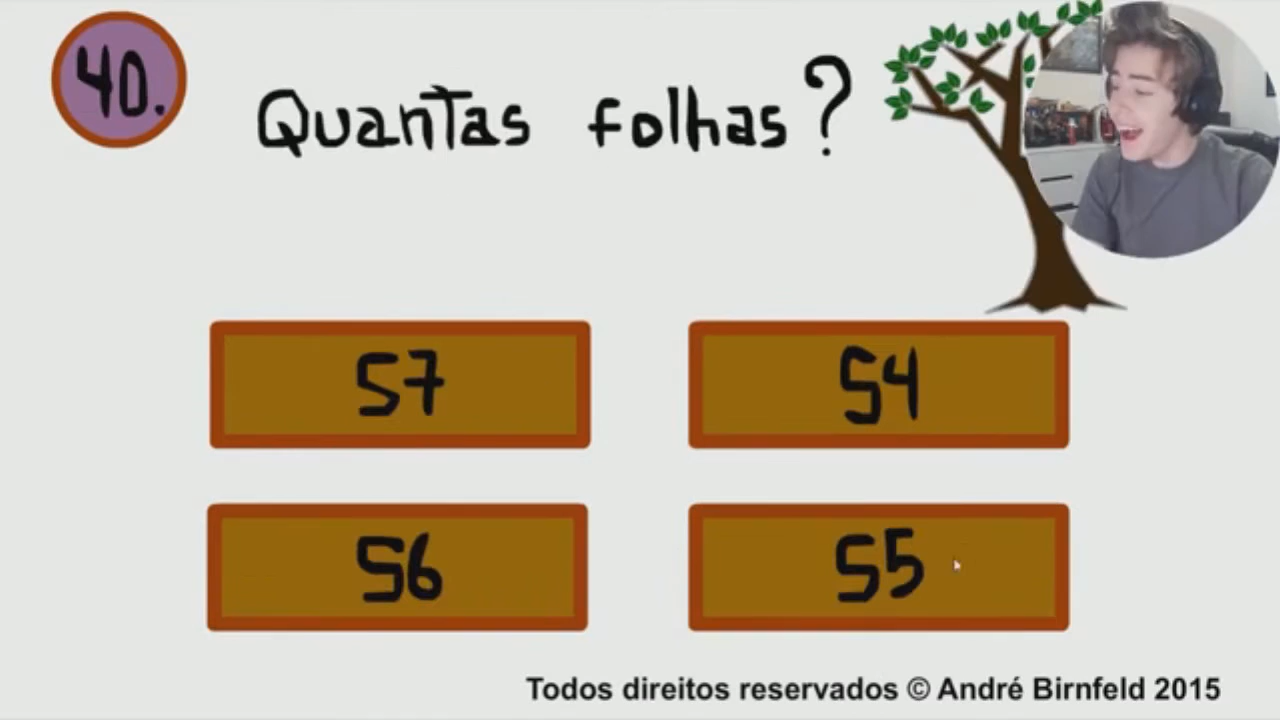 40.
Quantas folhas?
57
54
56
55
Todos direitos reservados © André Birnfeld 2015